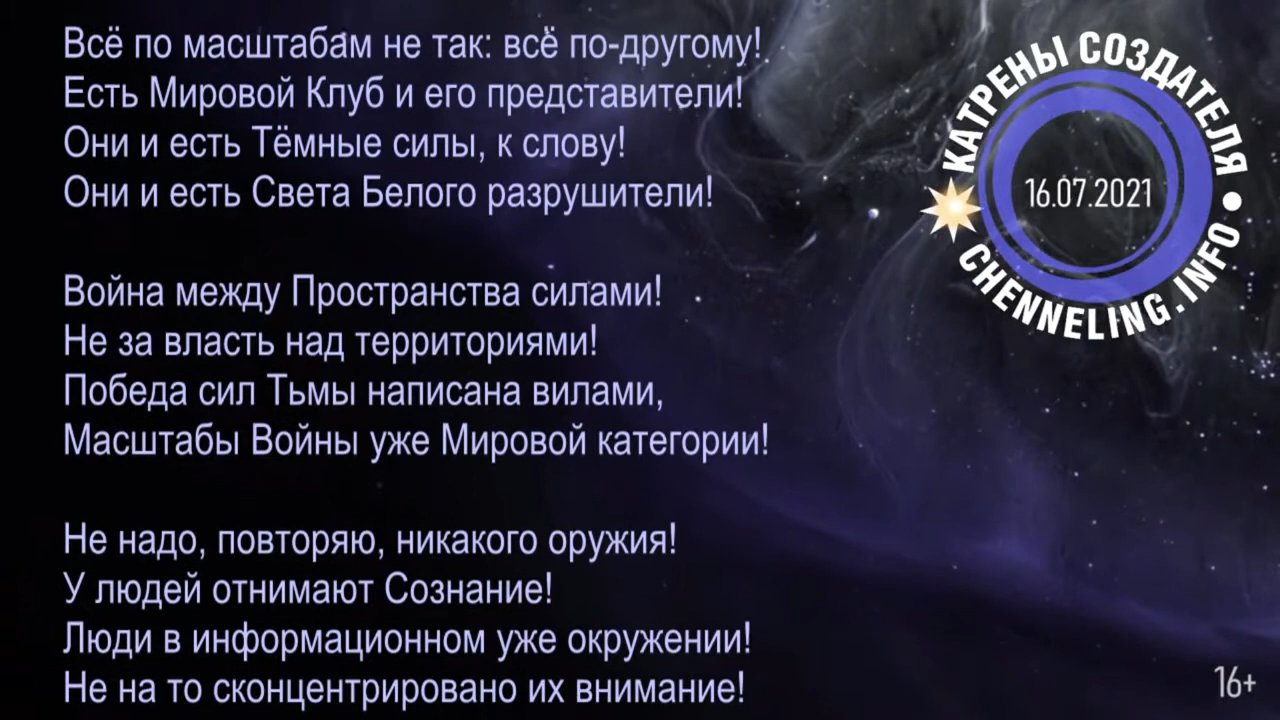 Всё по масштабам не так: всё по-другому!
Есть Мировой Клуб и его представители!
Они и есть Тёмные силы, к слову!
Они и есть Света Белого разрушители!
Война между Пространства силами!
Не за власть над территориями!
Победа сил Тьмы написана вилами,
Масштабы Войны уже Мировой категории!
Не надо, повторяю, никакого оружия!
У людей отнимают Сознание!
Люди в информационном уже окружении!
Не на то сконцентрировано их внимание!
КАТРЕНЫ СОЗДАТЕЛЯ •
16.07.2021
CHENNELING.INFO
16+